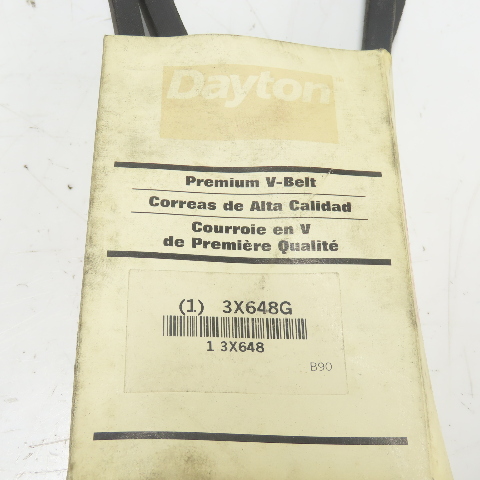 Dayton
Premium V-Belt
Correas de Alta Calidad
Courroie en V
de Première Qualité
(1) 3X648G
1 3X648
B90